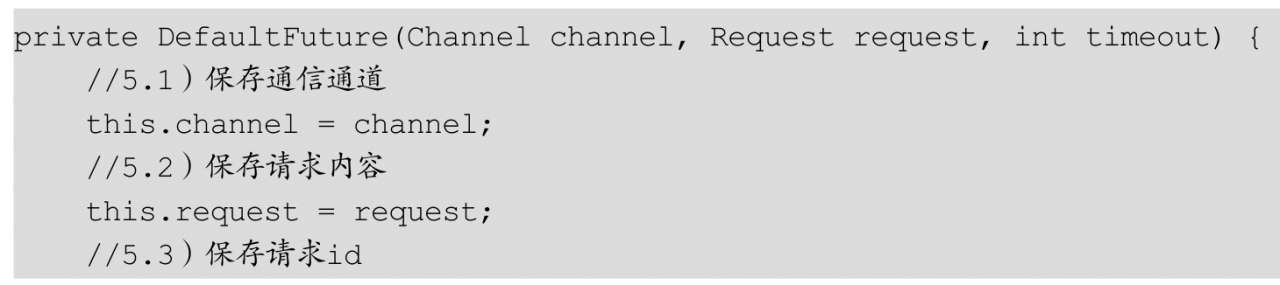 private DefaultFuture(Channel channel, Request request, int timeout) {
    //5.1）保存通信通道
    this.channel = channel;
    //5.2）保存请求内容
    this.request = request;
    //5.3）保存请求id